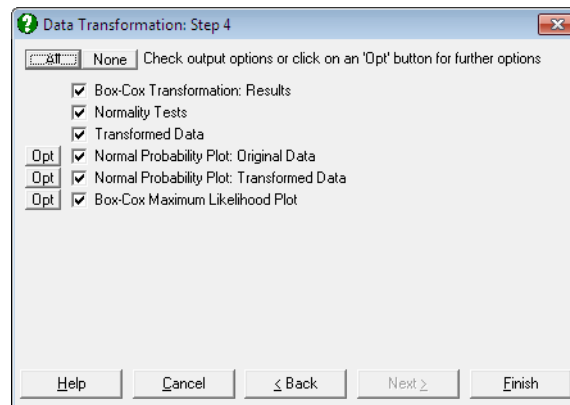 Data Transformation: Step 4
All None Check output options or click on an 'Opt' button for further options
Box-Cox Transformation: Results
Normality Tests
Transformed Data
Opt Normal Probability Plot: Original Data
Opt Normal Probability Plot: Transformed Data
Opt Box-Cox Maximum Likelihood Plot
Help Cancel < Back Next > Finish